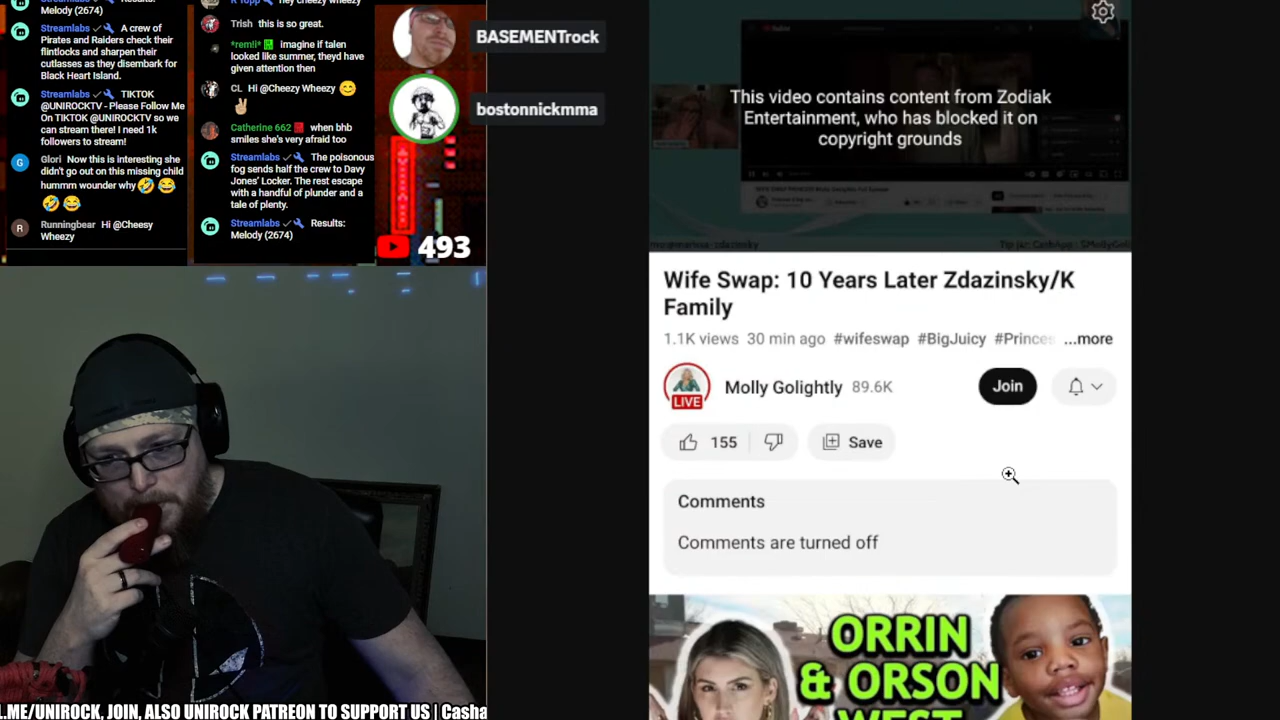 Melody (2674)
Streamlabs A crew of
Pirates and Raiders check their
flintlocks and sharpen their
cutlasses as they disembark for
Black Heart Island.
Streamlabs TIKTOK
@UNIROCKTV - Please Follow Me
On TIKTOK @UNIROCKTV so we
can stream there! I need 1k
followers to stream!
G
Glori Now this is interesting she
didn't go out on this missing child
hummm wounder why 🤣 😂
🤣 😂
R
Runningbear Hi @Cheesy
Wheezy
Trish this is so great.
*rem!i* imagine if talen
looked like summer, theyd have
given attention then
CL Hi @Cheezy Wheezy 😊
✌🏼
Catherine 662 when bhb
smiles she's very afraid too
Streamlabs The poisonous
fog sends half the crew to Davy
Jones' Locker. The rest escape
with a handful of plunder and a
tale of plenty.
Streamlabs Results:
Melody (2674)
BASEMENTrock
bostonnickmma
493
This video contains content from Zodiak
Entertainment, who has blocked it on
copyright grounds
Wife Swap: 10 Years Later Zdazinsky/K
Family
1.1K views 30 min ago #wifeswap #BigJuicy #Princes ...more
LIVE
Molly Golightly 89.6K
Join
155
Save
Comments
Comments are turned off
ORRIN
& ORSON
WEST
L.ME/UNIROCK, JOIN, ALSO UNIROCK PATREON TO SUPPORT US | Casha